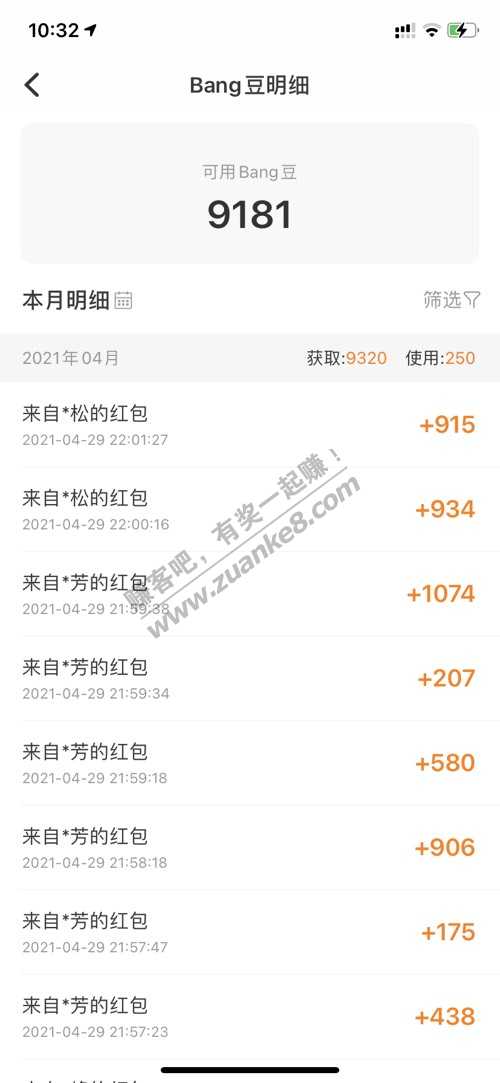 10:32
Bang豆明细
可用Bang豆
9181
本月明细
筛选
2021年04月 获取:9320 使用:250
来自*松的红包
+915
2021-04-29 22:01:27
来自*松的红包
+934
2021-04-29 22:00:16
来自*芳的红包
+1074
2021-04-29 21:59:38
来自*芳的红包
+207
2021-04-29 21:59:34
来自*芳的红包
+580
2021-04-29 21:59:18
来自*芳的红包
+906
2021-04-29 21:58:18
来自*芳的红包
+175
2021-04-29 21:57:47
来自*芳的红包
+438
2021-04-29 21:57:23
赚客吧，有奖一起赚！
www.zuanke8.com